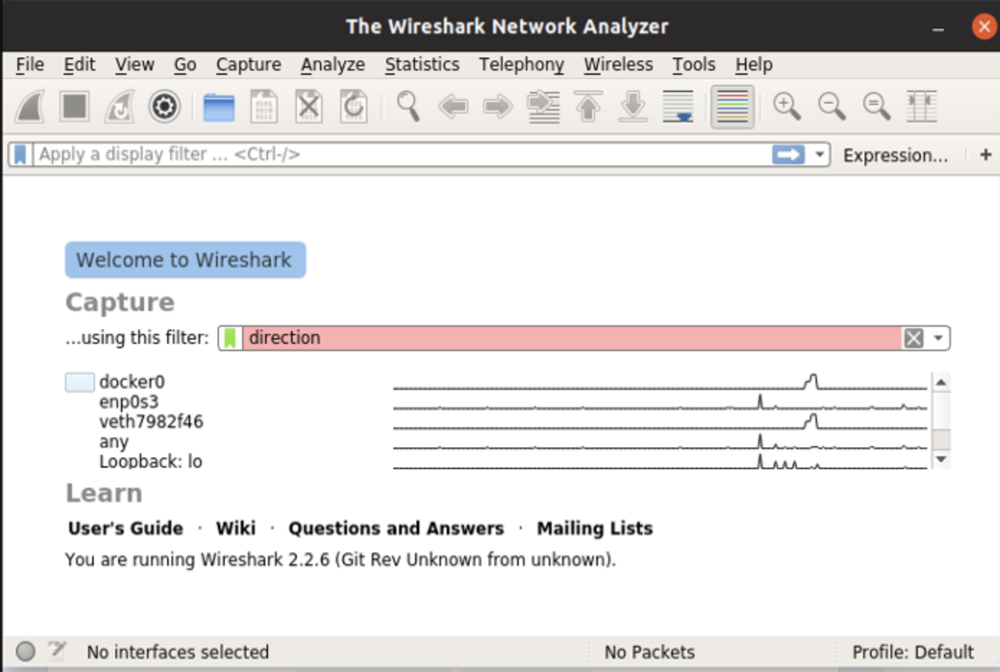 The Wireshark Network Analyzer
File Edit View Go Capture Analyze Statistics Telephony Wireless Tools Help
Apply a display filter ... <Ctrl-/> Expression... +
Welcome to Wireshark
Capture
...using this filter: direction
docker0
enp0s3
veth7982f46
any
Loopback: lo
Learn
User's Guide · Wiki · Questions and Answers · Mailing Lists
You are running Wireshark 2.2.6 (Git Rev Unknown from unknown).
No interfaces selected No Packets Profile: Default